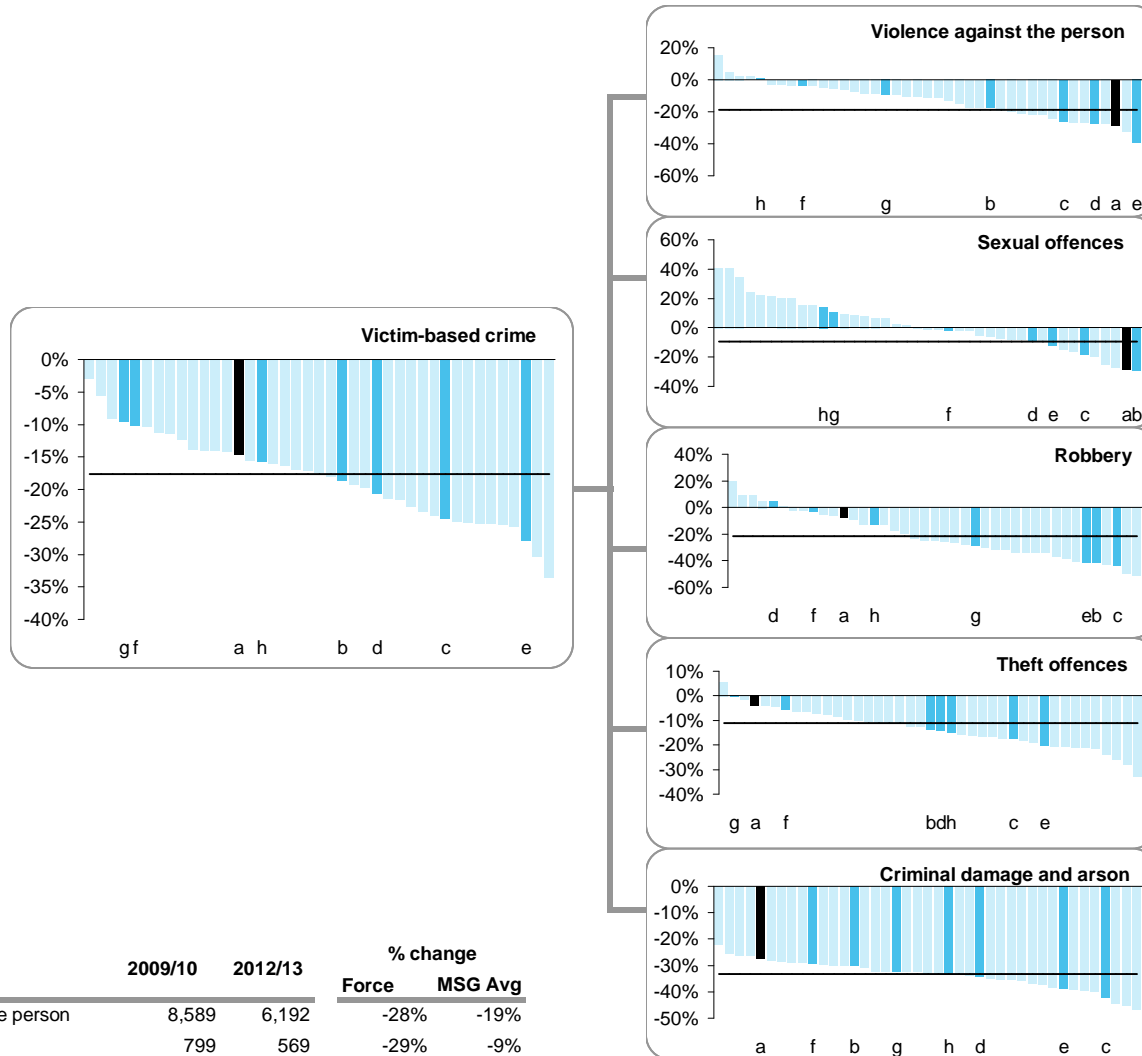 Violence against the person
20%
0%
-20%
-40%
-60%
h f g b c d a e
Sexual offences
60%
40%
20%
0%
-20%
-40%
hg f d e c ab
Victim-based crime
0%
-5%
-10%
-15%
-20%
-25%
-30%
-35%
-40%
g f a h b d c e
Robbery
40%
20%
0%
-20%
-40%
-60%
d f a h g eb c
Theft offences
10%
0%
-10%
-20%
-30%
-40%
g a f bdh c e
Criminal damage and arson
0%
-10%
-20%
-30%
-40%
-50%
a f b g h d e c
% change
2009/10 2012/13 Force MSG Avg
e person 8,589 6,192 -28% -19%
799 569 -29% -9%